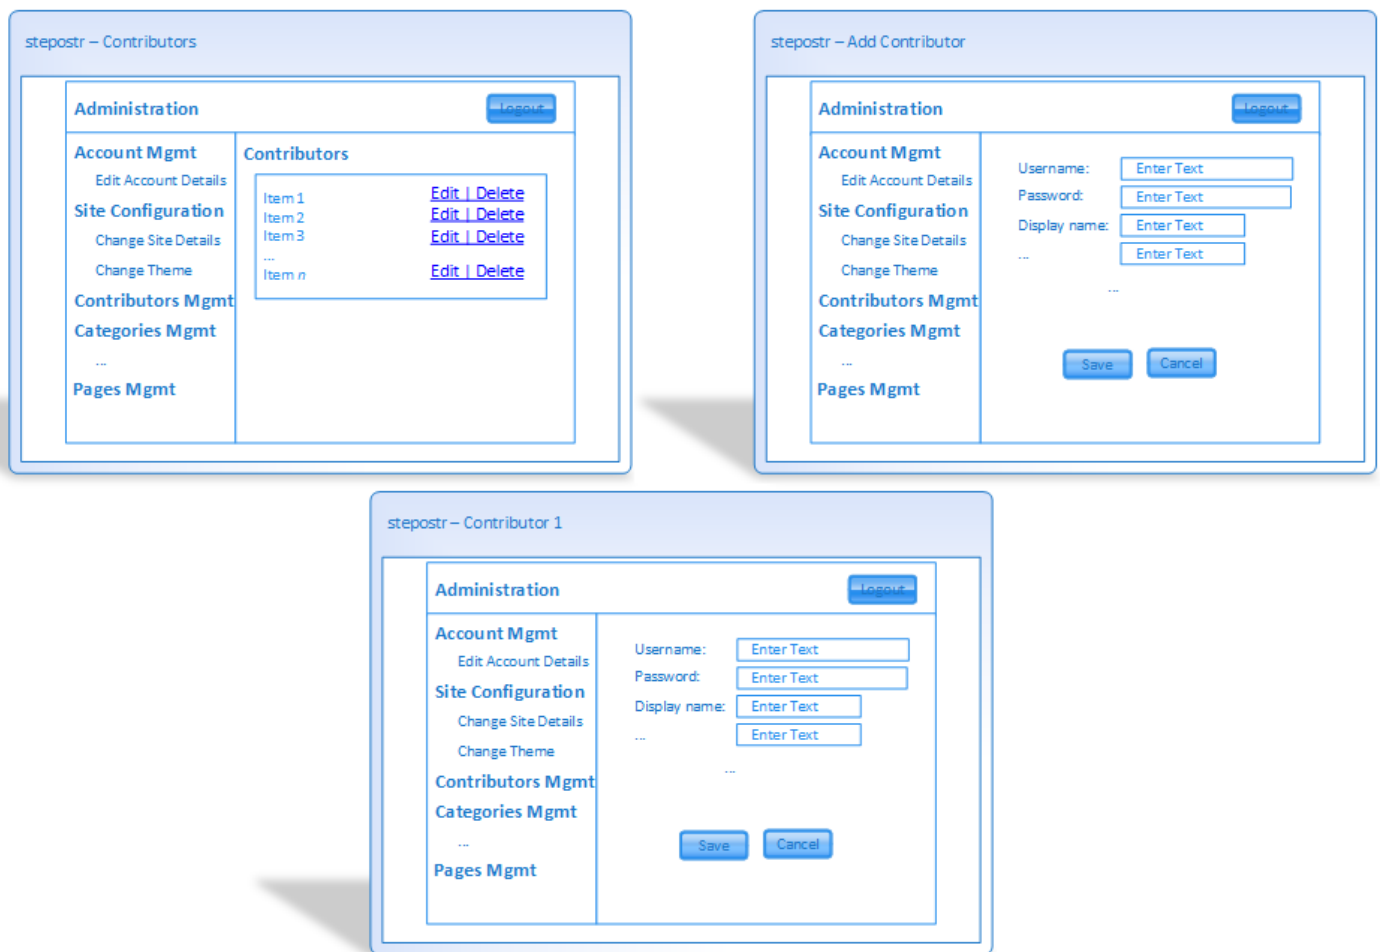 stepostr – Contributors
Administration
Logout
Account Mgmt
Edit Account Details
Site Configuration
Change Site Details
Change Theme
Contributors Mgmt
Categories Mgmt
...
Pages Mgmt
Contributors
Item 1 Edit | Delete
Item 2 Edit | Delete
Item 3 Edit | Delete
...
Item n Edit | Delete
stepostr – Add Contributor
Administration
Logout
Account Mgmt
Edit Account Details
Site Configuration
Change Site Details
Change Theme
Contributors Mgmt
Categories Mgmt
...
Pages Mgmt
Username: Enter Text
Password: Enter Text
Display name: Enter Text
... Enter Text
...
Save Cancel
stepostr – Contributor 1
Administration
Logout
Account Mgmt
Edit Account Details
Site Configuration
Change Site Details
Change Theme
Contributors Mgmt
Categories Mgmt
...
Pages Mgmt
Username: Enter Text
Password: Enter Text
Display name: Enter Text
... Enter Text
...
Save Cancel